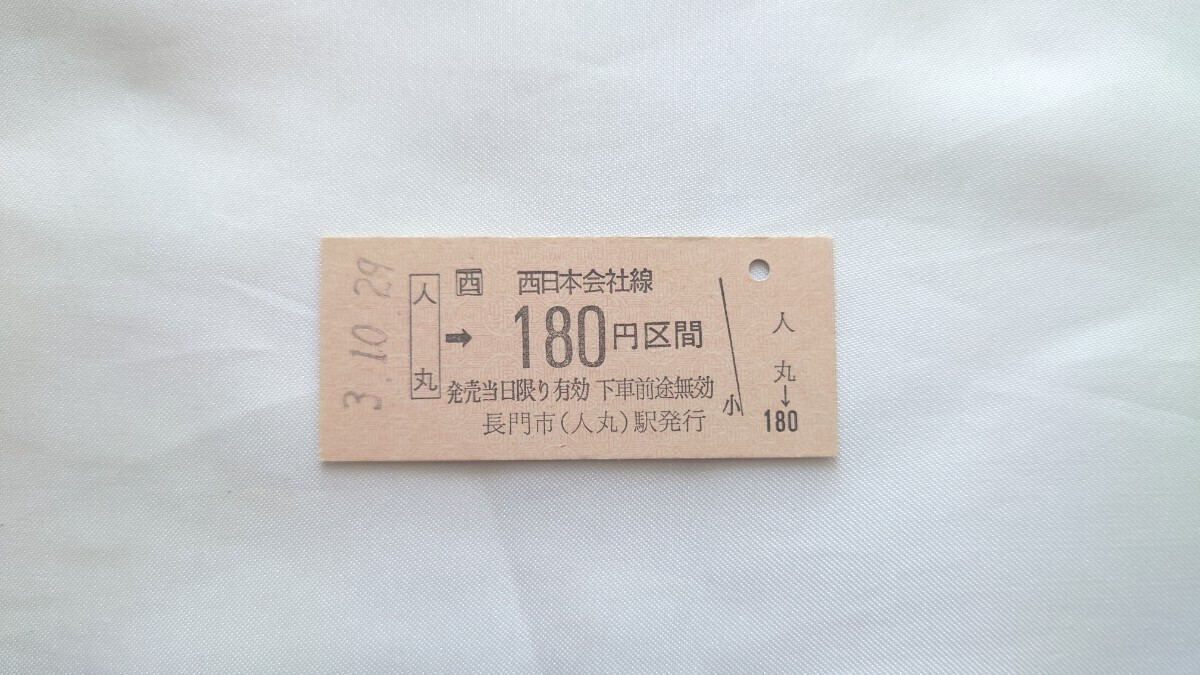 3.10.29
人丸
西 西日本会社線
➡ 180円区間
発売当日限り有効 下車前途無効
長門市(人丸)駅発行
小
人丸→180